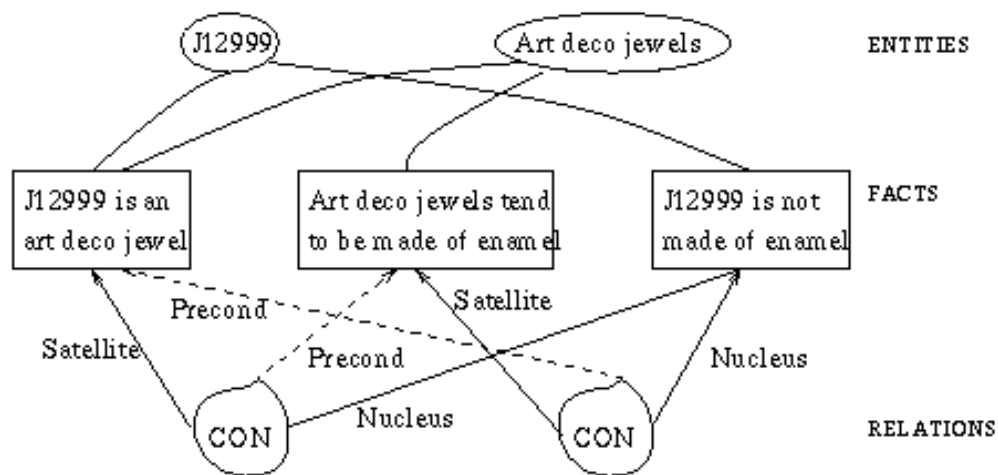 J12999
Art deco jewels
ENTITIES
J12999 is an
art deco jewel
Art deco jewels tend
to be made of enamel
J12999 is not
made of enamel
FACTS
Precond
Satellite
Satellite
Precond
Nucleus
Nucleus
CON
CON
RELATIONS